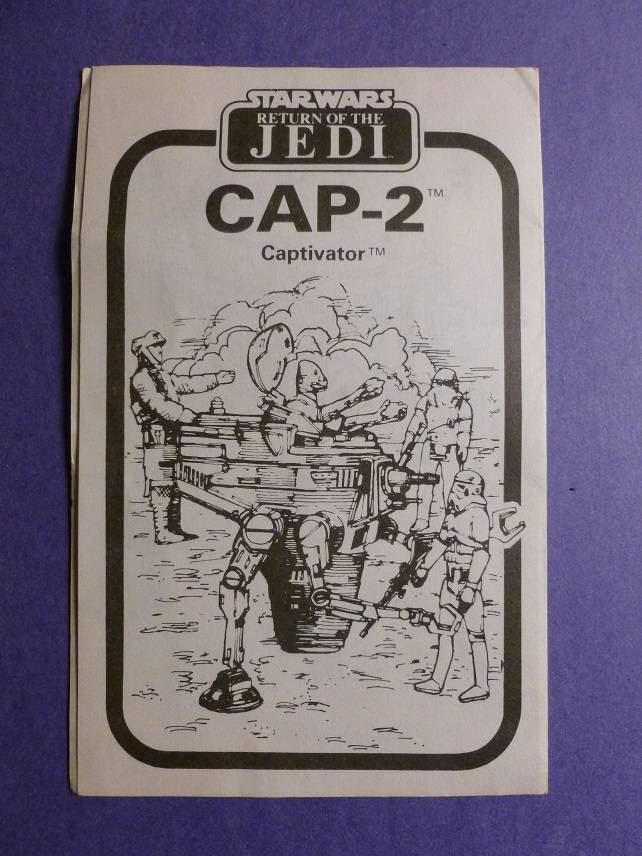 STAR WARS
RETURN OF THE
JEDI
CAP-2™
Captivator™